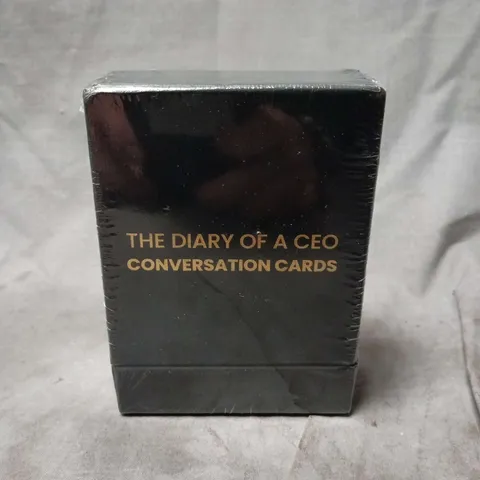 THE DIARY OF A CEO
CONVERSATION CARDS